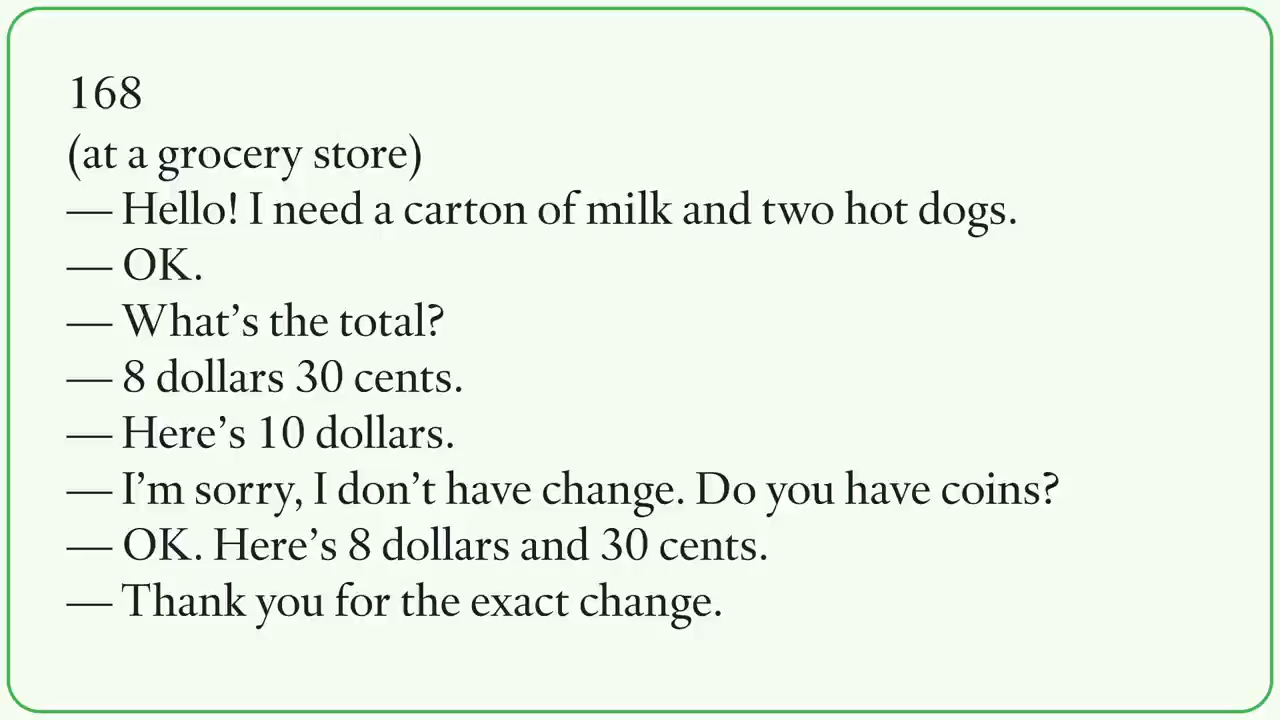 168
(at a grocery store)
— Hello! I need a carton of milk and two hot dogs.
— OK.
— What’s the total?
— 8 dollars 30 cents.
— Here’s 10 dollars.
— I’m sorry, I don’t have change. Do you have coins?
— OK. Here’s 8 dollars and 30 cents.
— Thank you for the exact change.